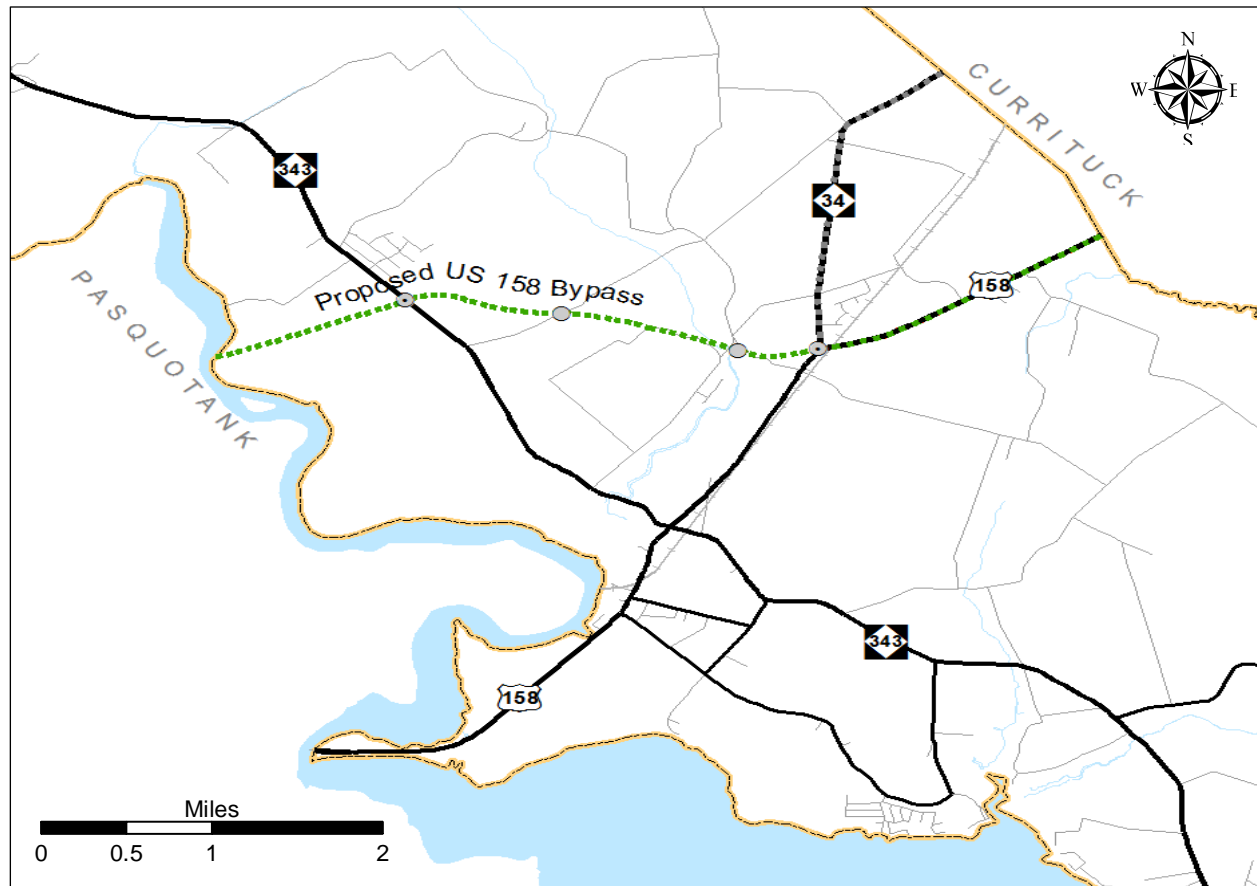 N
W E
S
CURRITUCK
343
34
Proposed US 158 Bypass
158
PASQUOTANK
343
158
Miles
0 0.5 1 2